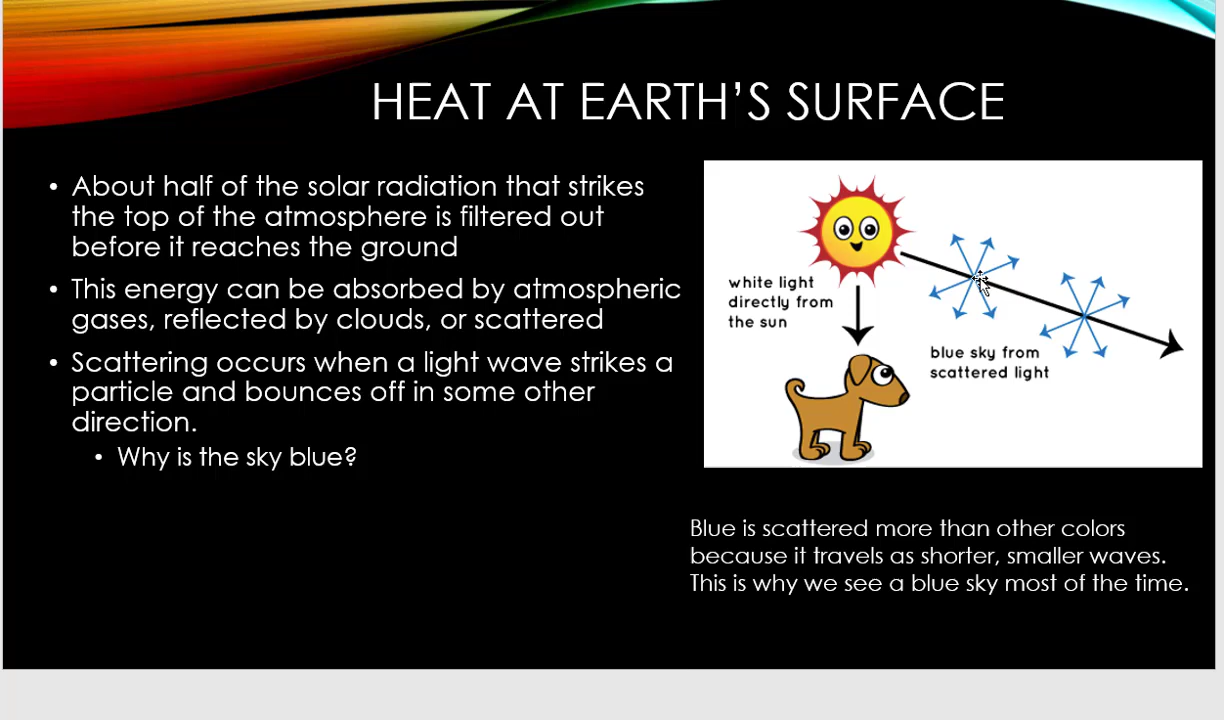 HEAT AT EARTH’S SURFACE
• About half of the solar radiation that strikes
the top of the atmosphere is filtered out
before it reaches the ground
• This energy can be absorbed by atmospheric
gases, reflected by clouds, or scattered
• Scattering occurs when a light wave strikes a
particle and bounces off in some other
direction.
• Why is the sky blue?
white light
directly from
the sun
blue sky from
scattered light
Blue is scattered more than other colors
because it travels as shorter, smaller waves.
This is why we see a blue sky most of the time.